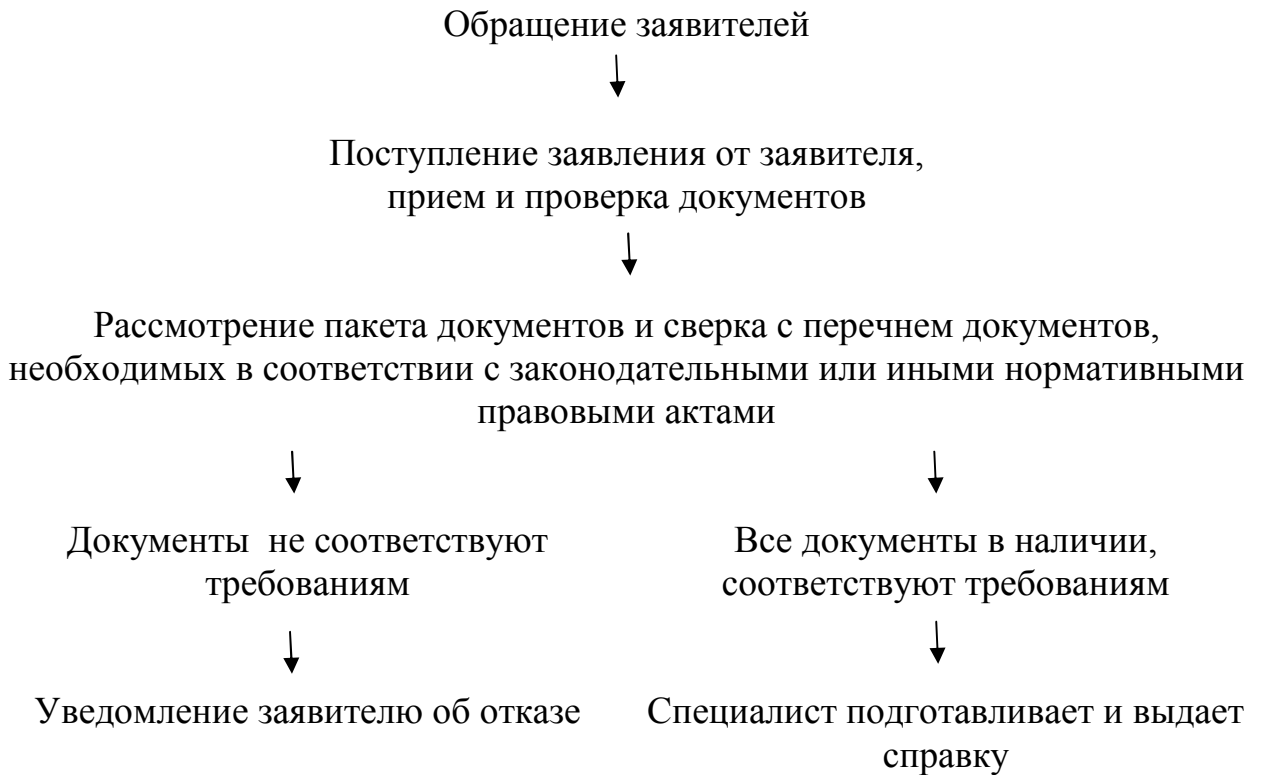 Обращение заявителей
Поступление заявления от заявителя,
прием и проверка документов
Рассмотрение пакета документов и сверка с перечнем документов,
необходимых в соответствии с законодательными или иными нормативными
правовыми актами
Документы  не соответствуют
требованиям
Все документы в наличии,
соответствуют требованиям
Уведомление заявителю об отказе
Специалист подготавливает и выдает
справку